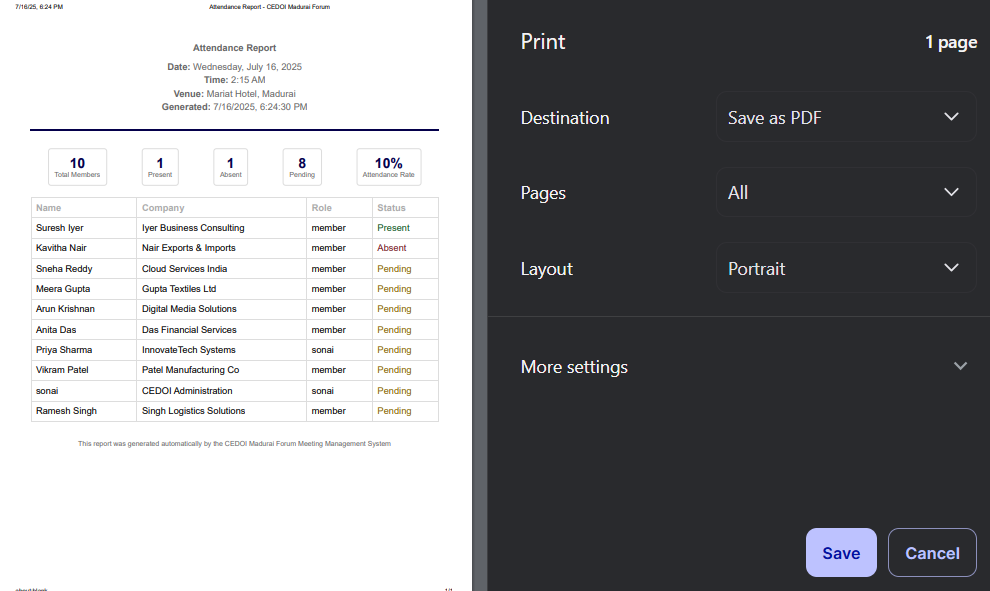 7/16/25, 6:24 PM Attendance Report - CEDOI Madurai Forum
Attendance Report
Date: Wednesday, July 16, 2025
Time: 2:15 AM
Venue: Mariat Hotel, Madurai
Generated: 7/16/2025, 6:24:30 PM
10 1 1 8 10%
Total Members Present Absent Pending Attendance Rate
Name Company Role Status
Suresh Iyer Iyer Business Consulting member Present
Kavitha Nair Nair Exports & Imports member Absent
Sneha Reddy Cloud Services India member Pending
Meera Gupta Gupta Textiles Ltd member Pending
Arun Krishnan Digital Media Solutions member Pending
Anita Das Das Financial Services member Pending
Priya Sharma InnovateTech Systems sonai Pending
Vikram Patel Patel Manufacturing Co member Pending
sonai CEDOI Administration sonai Pending
Ramesh Singh Singh Logistics Solutions member Pending
This report was generated automatically by the CEDOI Madurai Forum Meeting Management System
Print 1 page
Destination Save as PDF
Pages All
Layout Portrait
More settings
Save Cancel